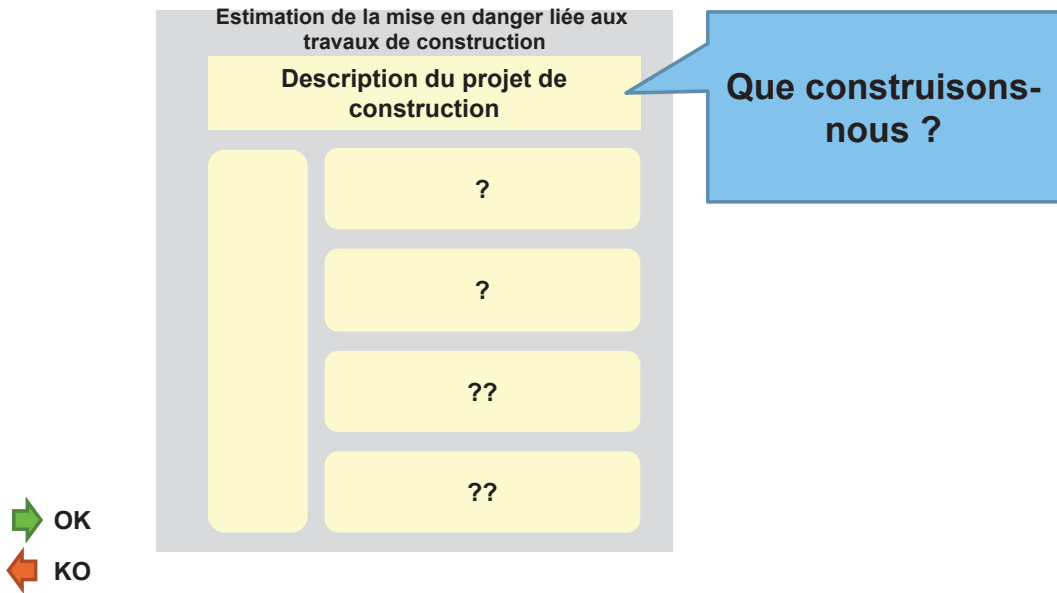 Estimation de la mise en danger liée aux
travaux de construction
Description du projet de
construction
Que construisons-
nous ?
?
?
??
??
OK
KO